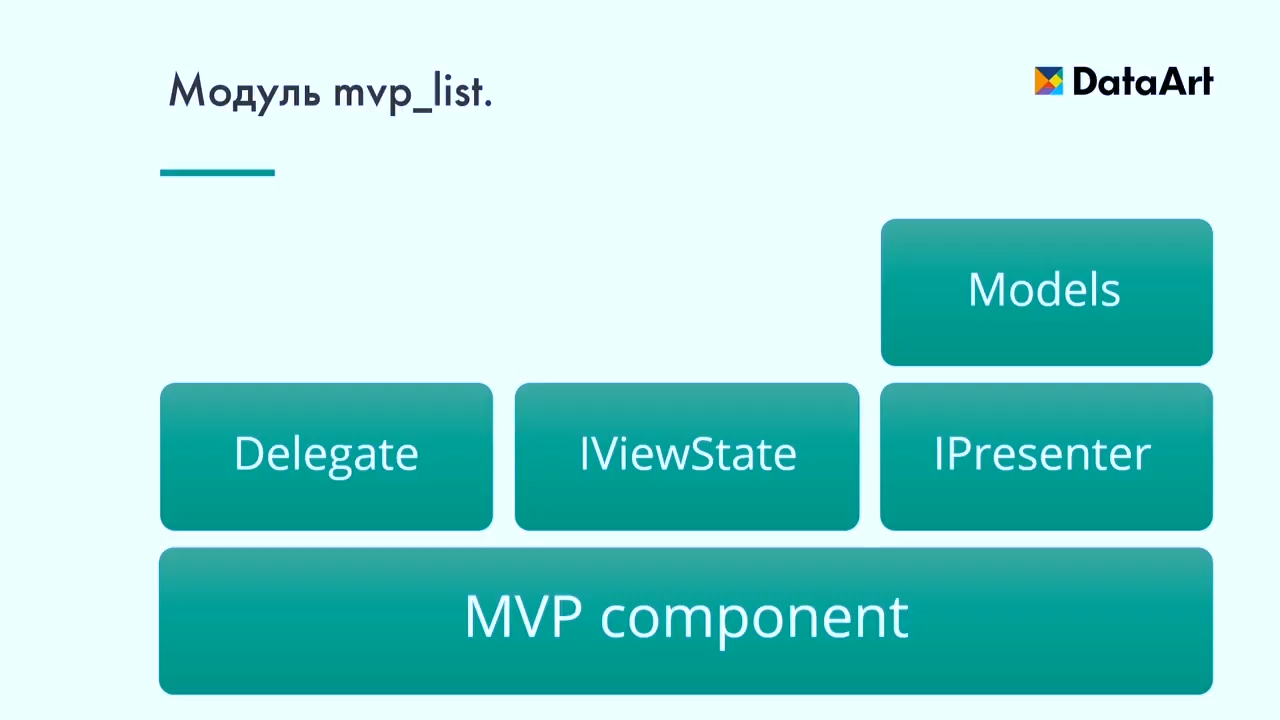 Модуль mvp_list.
DataArt
Models
Delegate
IViewState
IPresenter
MVP component